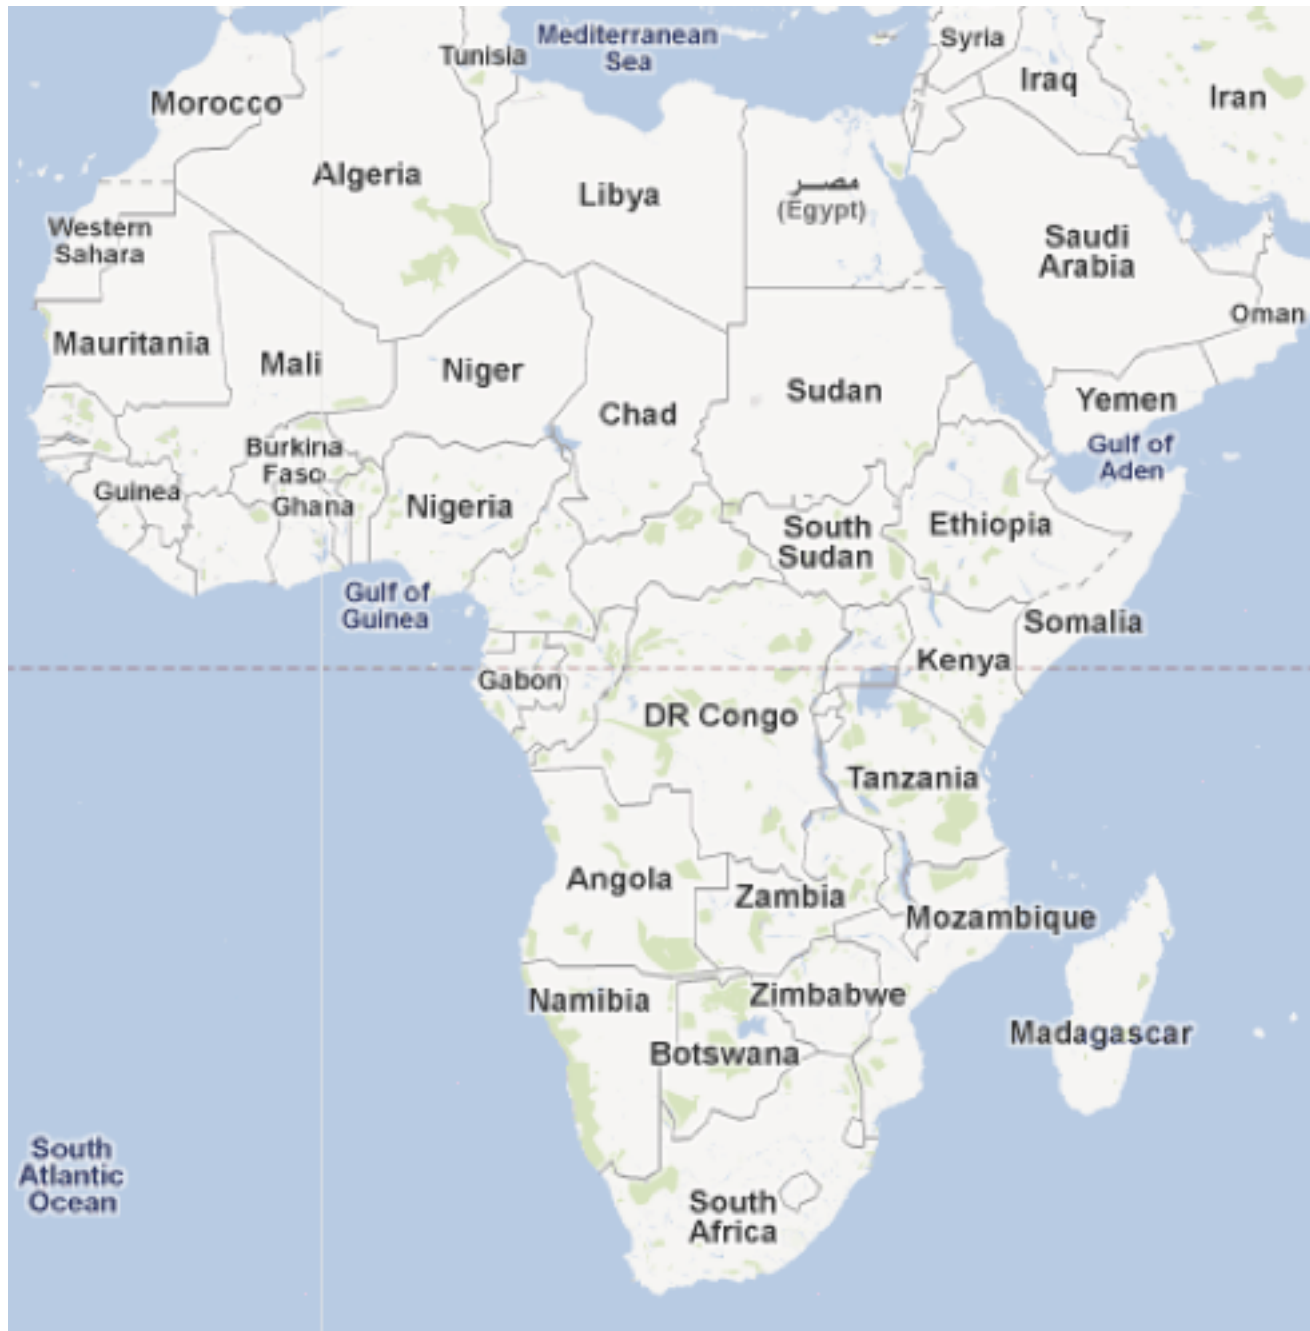 Mediterranean
Sea
Syria
Tunisia
Iraq
Iran
Morocco
Algeria
Libya
مصر
(Egypt)
Western
Sahara
Saudi
Arabia
Oman
Mauritania
Mali
Niger
Chad
Sudan
Yemen
Gulf of
Aden
Burkina
Faso
Guinea
Ghana
Nigeria
South
Sudan
Ethiopia
Gulf of
Guinea
Somalia
Kenya
Gabon
DR Congo
Tanzania
Angola
Zambia
Mozambique
Namibia
Zimbabwe
Botswana
Madagascar
South
Atlantic
Ocean
South
Africa